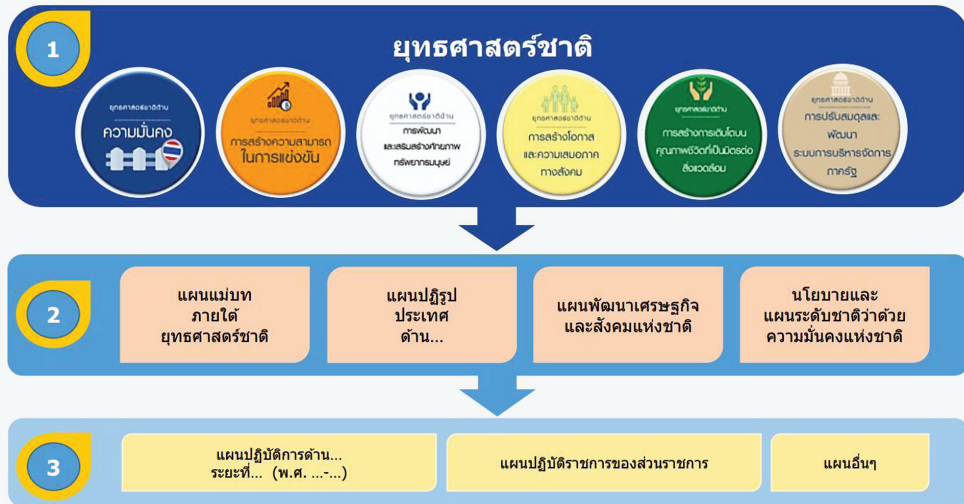 1
ยุทธศาสตร์ชาติ
ยุทธศาสตร์ชาติด้าน
ความมั่นคง
ยุทธศาสตร์ชาติด้าน
การสร้างความสามารถ
ในการแข่งขัน
ยุทธศาสตร์ชาติด้าน
การพัฒนา
และเสริมสร้างศักยภาพ
ทรัพยากรมนุษย์
ยุทธศาสตร์ชาติด้าน
การสร้างโอกาส
และความเสมอภาค
ทางสังคม
ยุทธศาสตร์ชาติด้าน
การสร้างการเติบโตบน
คุณภาพชีวิตที่เป็นมิตรต่อ
สิ่งแวดล้อม
ยุทธศาสตร์ชาติด้าน
การปรับสมดุลและ
พัฒนา
ระบบการบริหารจัดการ
ภาครัฐ
2
แผนแม่บท
ภายใต้
ยุทธศาสตร์ชาติ
แผนปฏิรูป
ประเทศ
ด้าน...
แผนพัฒนาเศรษฐกิจ
และสังคมแห่งชาติ
นโยบายและ
แผนระดับชาติว่าด้วย
ความมั่นคงแห่งชาติ
3
แผนปฏิบัติการด้าน...
ระยะที่... (พ.ศ. ...-...)
แผนปฏิบัติราชการของส่วนราชการ
แผนอื่นๆ